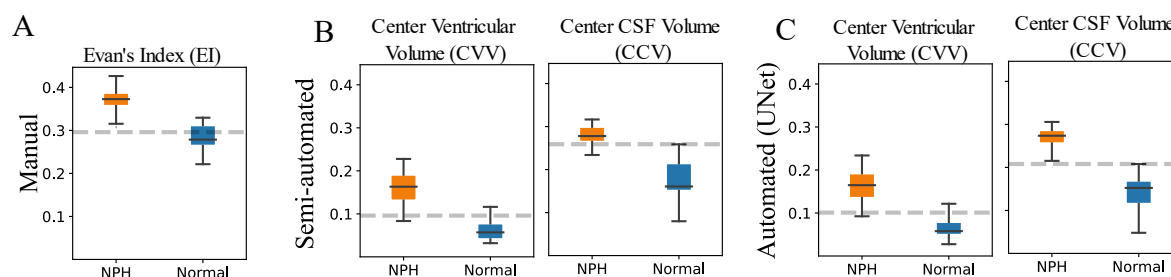 A
Evan's Index (EI)
Manual
0.4
0.3
0.2
0.1
NPH Normal
B
Center Ventricular
Volume (CVV)
Center CSF Volume
(CCV)
Semi-automated
0.4
0.3
0.2
0.1
NPH Normal
NPH Normal
C
Center Ventricular
Volume (CVV)
Center CSF Volume
(CCV)
Automated (UNet)
0.4
0.3
0.2
0.1
NPH Normal
NPH Normal